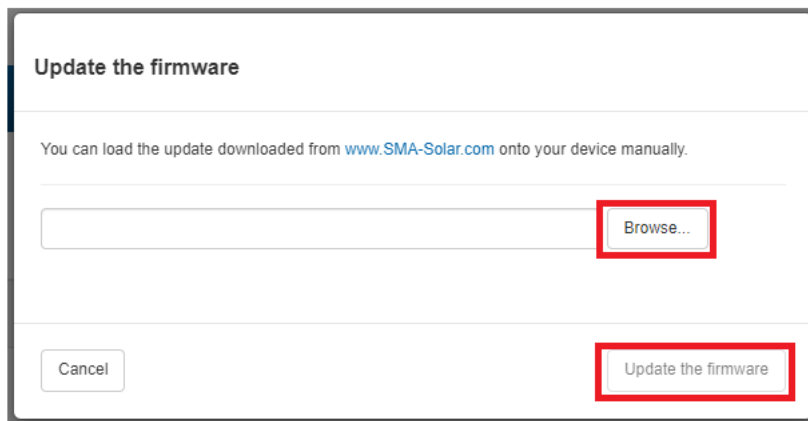 Update the firmware
You can load the update downloaded from www.SMA-Solar.com onto your device manually.
Browse...
Cancel
Update the firmware